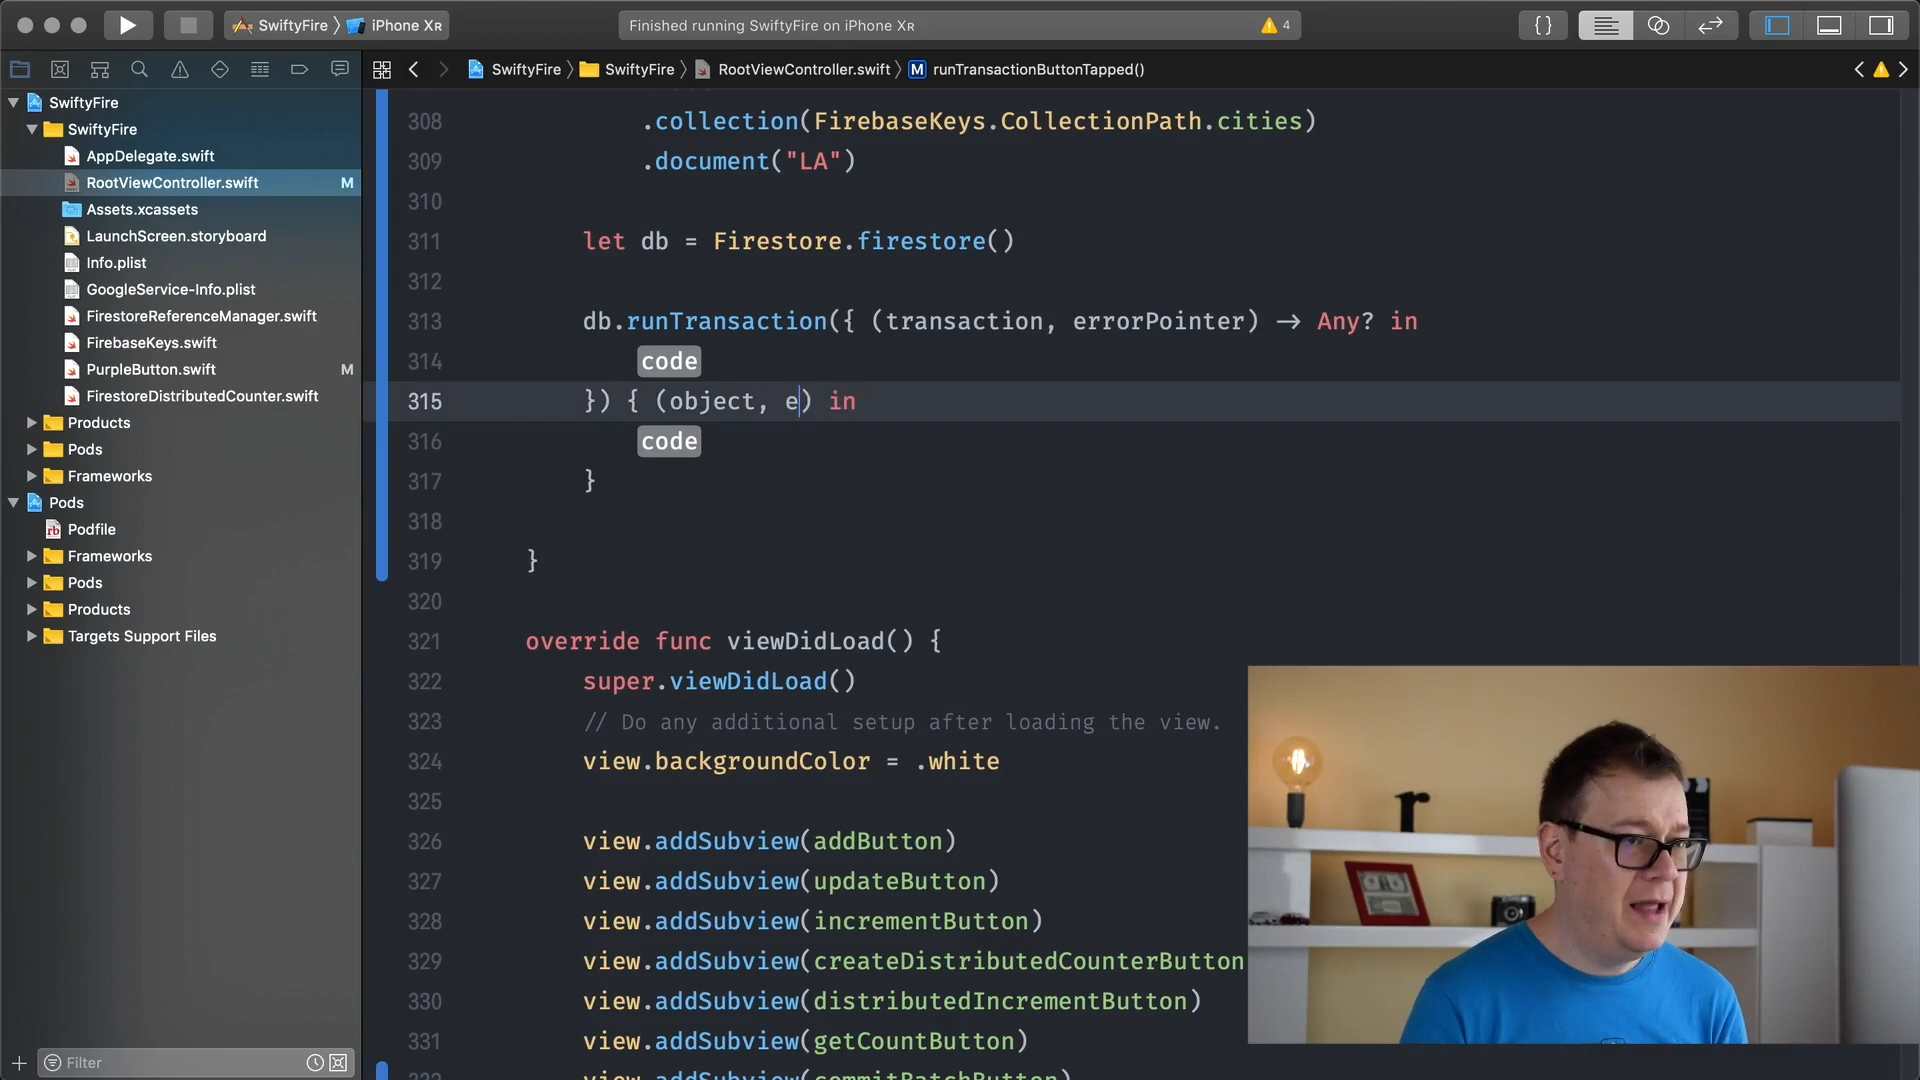 SwiftyFire
iPhone XR
Finished running SwiftyFire on iPhone XR
4
SwiftyFire
SwiftyFire
RootViewController.swift
M
runTransactionButtonTapped()
SwiftyFire
SwiftyFire
AppDelegate.swift
RootViewController.swift M
Assets.xcassets
LaunchScreen.storyboard
Info.plist
GoogleService-Info.plist
FirestoreReferenceManager.swift
FirebaseKeys.swift
PurpleButton.swift M
FirestoreDistributedCounter.swift
Products
Pods
Frameworks
Pods
rb Podfile
Frameworks
Pods
Products
Targets Support Files
Filter
308 .collection(FirebaseKeys.CollectionPath.cities)
309 .document("LA")
310
311 let db = Firestore.firestore()
312
313 db.runTransaction({ (transaction, errorPointer) -> Any? in
314 code
315 }) { (object, e) in
316 code
317 }
318
319 }
320
321 override func viewDidLoad() {
322 super.viewDidLoad()
323 // Do any additional setup after loading the view.
324 view.backgroundColor = .white
325
326 view.addSubview(addButton)
327 view.addSubview(updateButton)
328 view.addSubview(incrementButton)
329 view.addSubview(createDistributedCounterButton
330 view.addSubview(distributedIncrementButton)
331 view.addSubview(getCountButton)
332 view.addSubview(commitBatchButton)